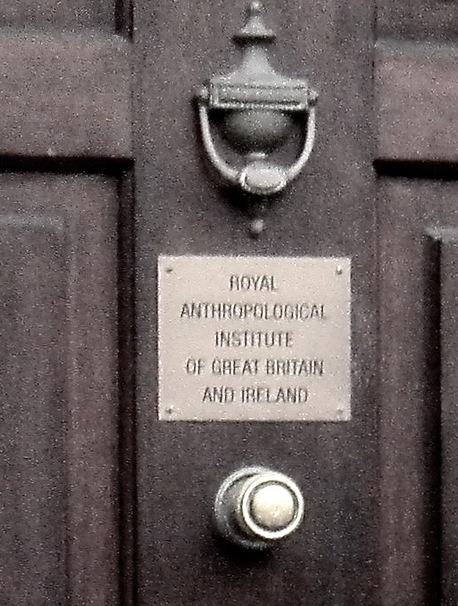 ROYAL
ANTHROPOLOGICAL
INSTITUTE
OF GREAT BRITAIN
AND IRELAND